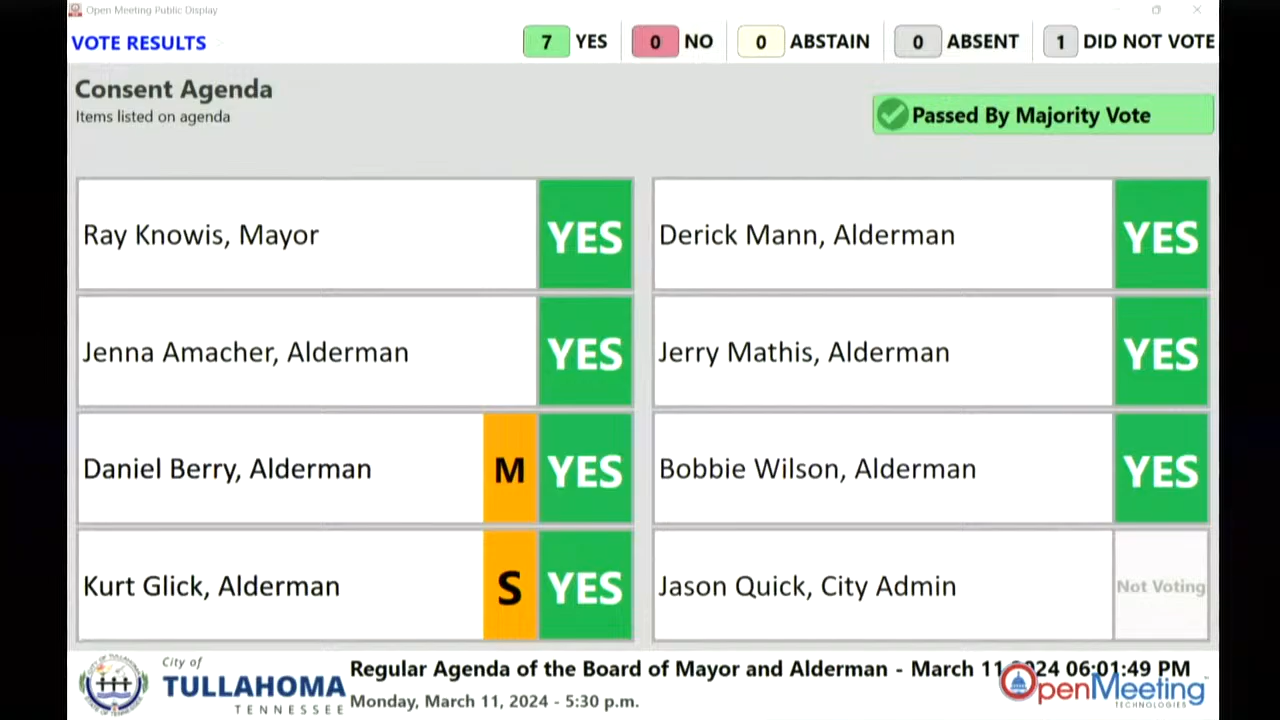 Open Meeting Public Display
VOTE RESULTS
7 YES
0 NO
0 ABSTAIN
0 ABSENT
1 DID NOT VOTE
Consent Agenda
Items listed on agenda
Passed By Majority Vote
Ray Knowis, Mayor YES
Jenna Amacher, Alderman YES
Daniel Berry, Alderman M YES
Kurt Glick, Alderman S YES
Derick Mann, Alderman YES
Jerry Mathis, Alderman YES
Bobbie Wilson, Alderman YES
Jason Quick, City Admin Not Voting
City of
TULLAHOMA
TENNESSEE
Regular Agenda of the Board of Mayor and Alderman - March 11 2024 06:01:49 PM
Monday, March 11, 2024 - 5:30 p.m.
OpenMeeting
TECHNOLOGIES